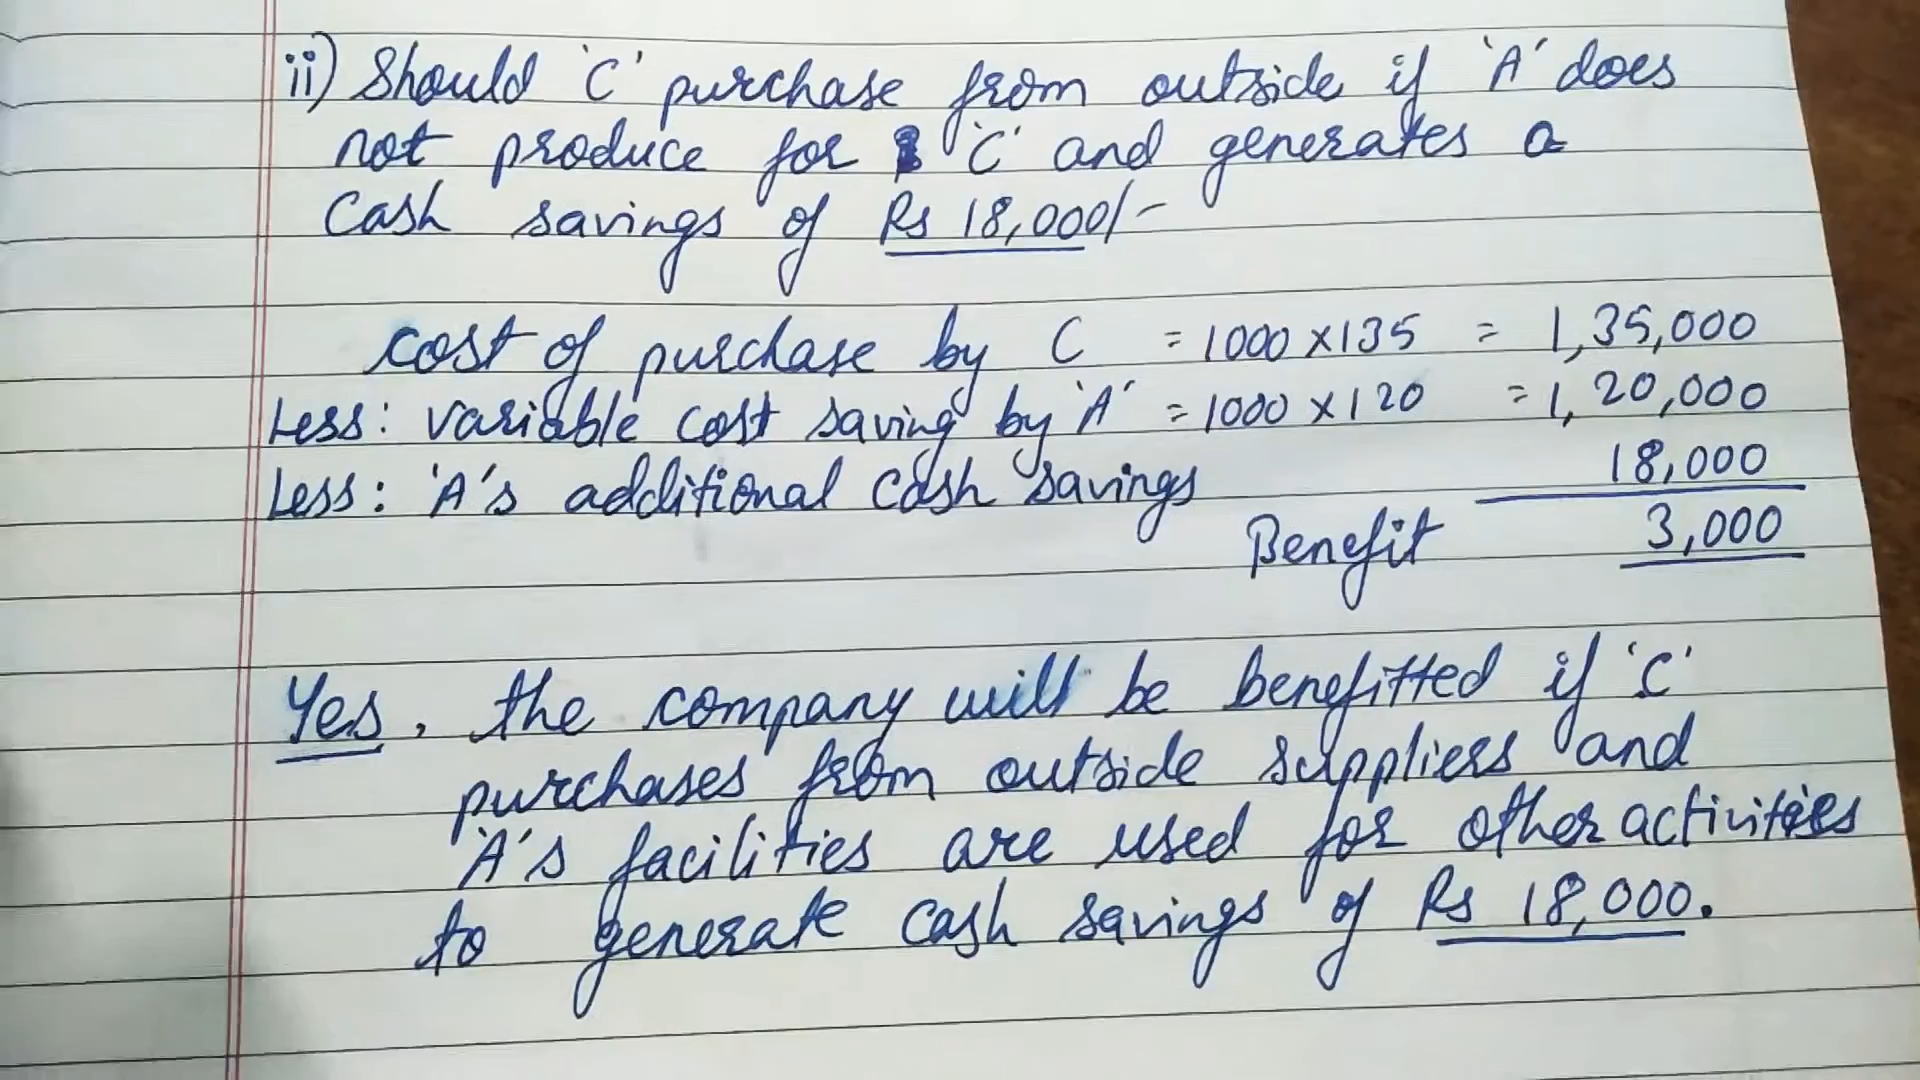 ii) Should 'C' purchase from outside if 'A' does
not produce for 'C' and generates a
Cash savings of Rs 18,000/-
cost of purchase by C = 1000 x 135 = 1,35,000
Less: variable cost saving by 'A' = 1000 x 120 = 1,20,000
Less: 'A's additional cash savings 18,000
Benefit 3,000
Yes, the company will be benefitted if 'C'
purchases from outside suppliers and
'A's facilities are used for other activities
to generate cash savings of Rs 18,000.